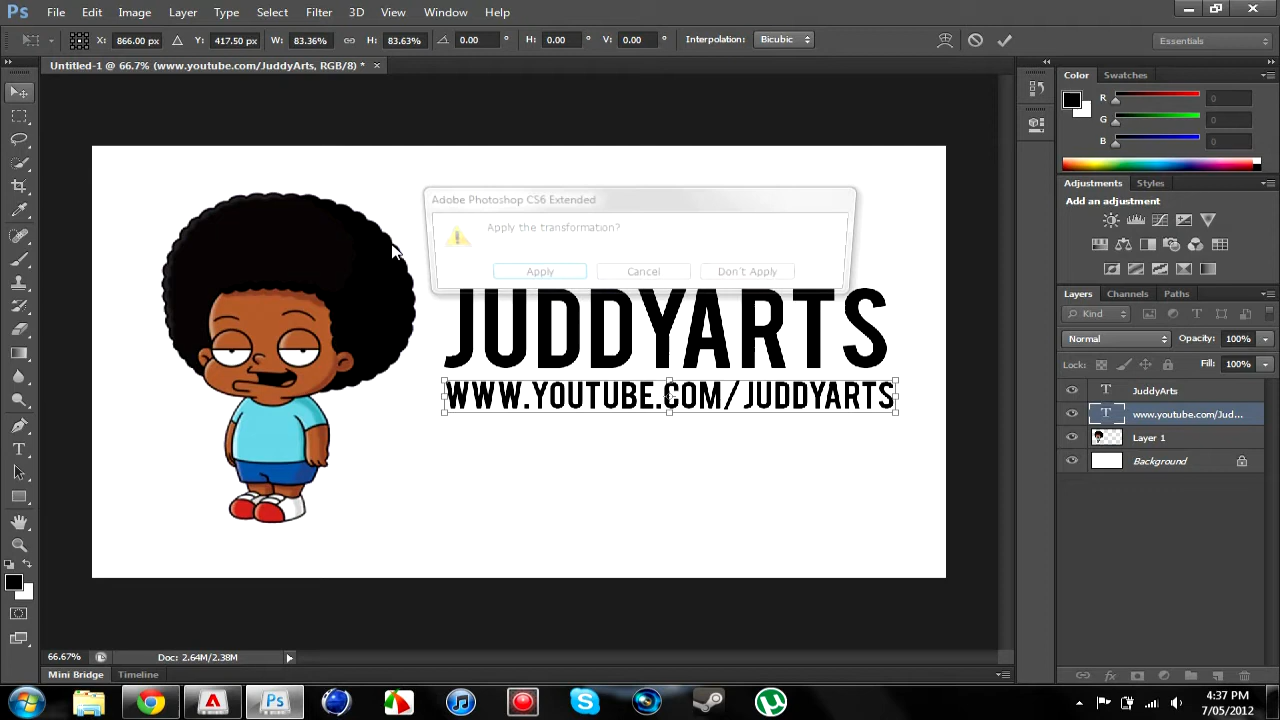 Ps File Edit Image Layer Type Select Filter 3D View Window Help
X: 866.00 px Y: 417.50 px W: 83.36% H: 83.63% 0.00 ° H: 0.00 ° V: 0.00 ° Interpolation: Bicubic Essentials
Untitled-1 @ 66.7% (www.youtube.com/JuddyArts, RGB/8) * ×
Color Swatches
R 0
G 0
B 0
Adjustments Styles
Add an adjustment
Adobe Photoshop CS6 Extended
Apply the transformation?
Apply Cancel Don't Apply
JUDDYARTS
WWW.YOUTUBE.COM/JUDDYARTS
Layers Channels Paths
Kind
Normal Opacity: 100%
Lock: Fill: 100%
T JuddyArts
T www.youtube.com/Jud...
Layer 1
Background
66.67% Doc: 2.64M/2.38M
Mini Bridge Timeline
Ps
4:37 PM
7/05/2012